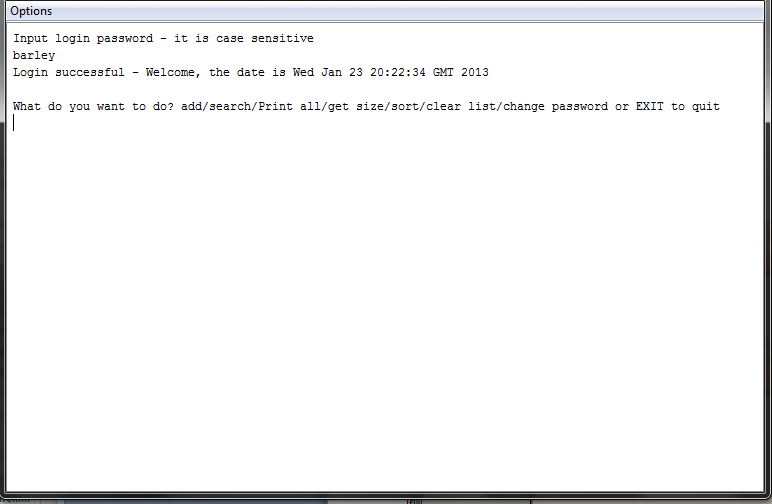 Options
Input login password - it is case sensitive
barley
Login successful - Welcome, the date is Wed Jan 23 20:22:34 GMT 2013
What do you want to do? add/search/Print all/get size/sort/clear list/change password or EXIT to quit